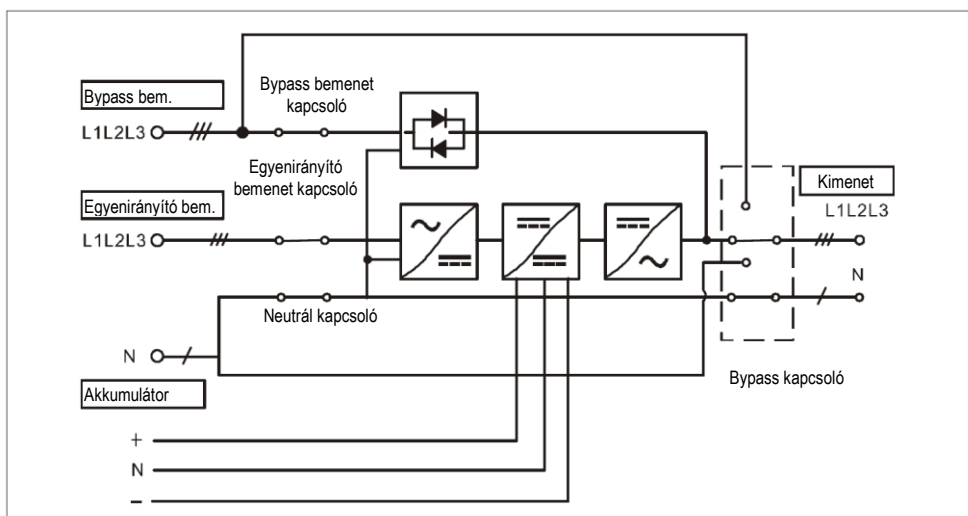 Bypass bem.
L1L2L3
Bypass bemenet
kapcsoló
Egyenirányító
bemenet kapcsoló
Egyenirányító bem.
L1L2L3
Kimenet
L1L2L3
N
Neutrál kapcsoló
N
Akkumulátor
Bypass kapcsoló
+
N
-